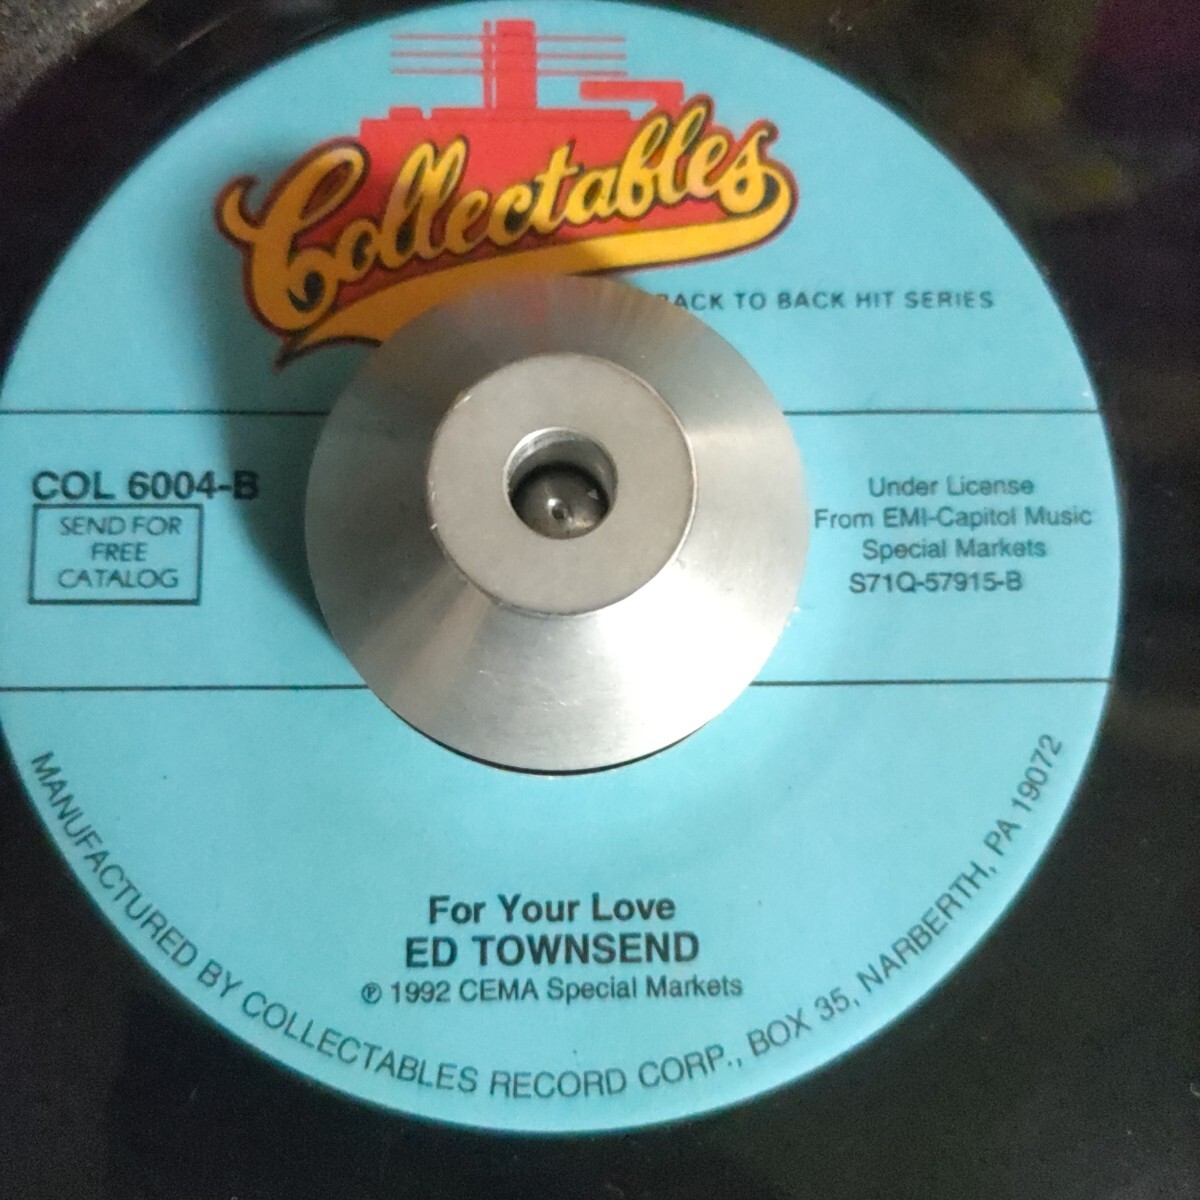 Collectables
BACK TO BACK HIT SERIES
COL 6004-B
SEND FOR
FREE
CATALOG
Under License
From EMI-Capitol Music
Special Markets
S71Q-57915-B
For Your Love
ED TOWNSEND
℗ 1992 CEMA Special Markets
MANUFACTURED BY COLLECTABLES RECORD CORP., BOX 35, NARBERTH, PA 19072